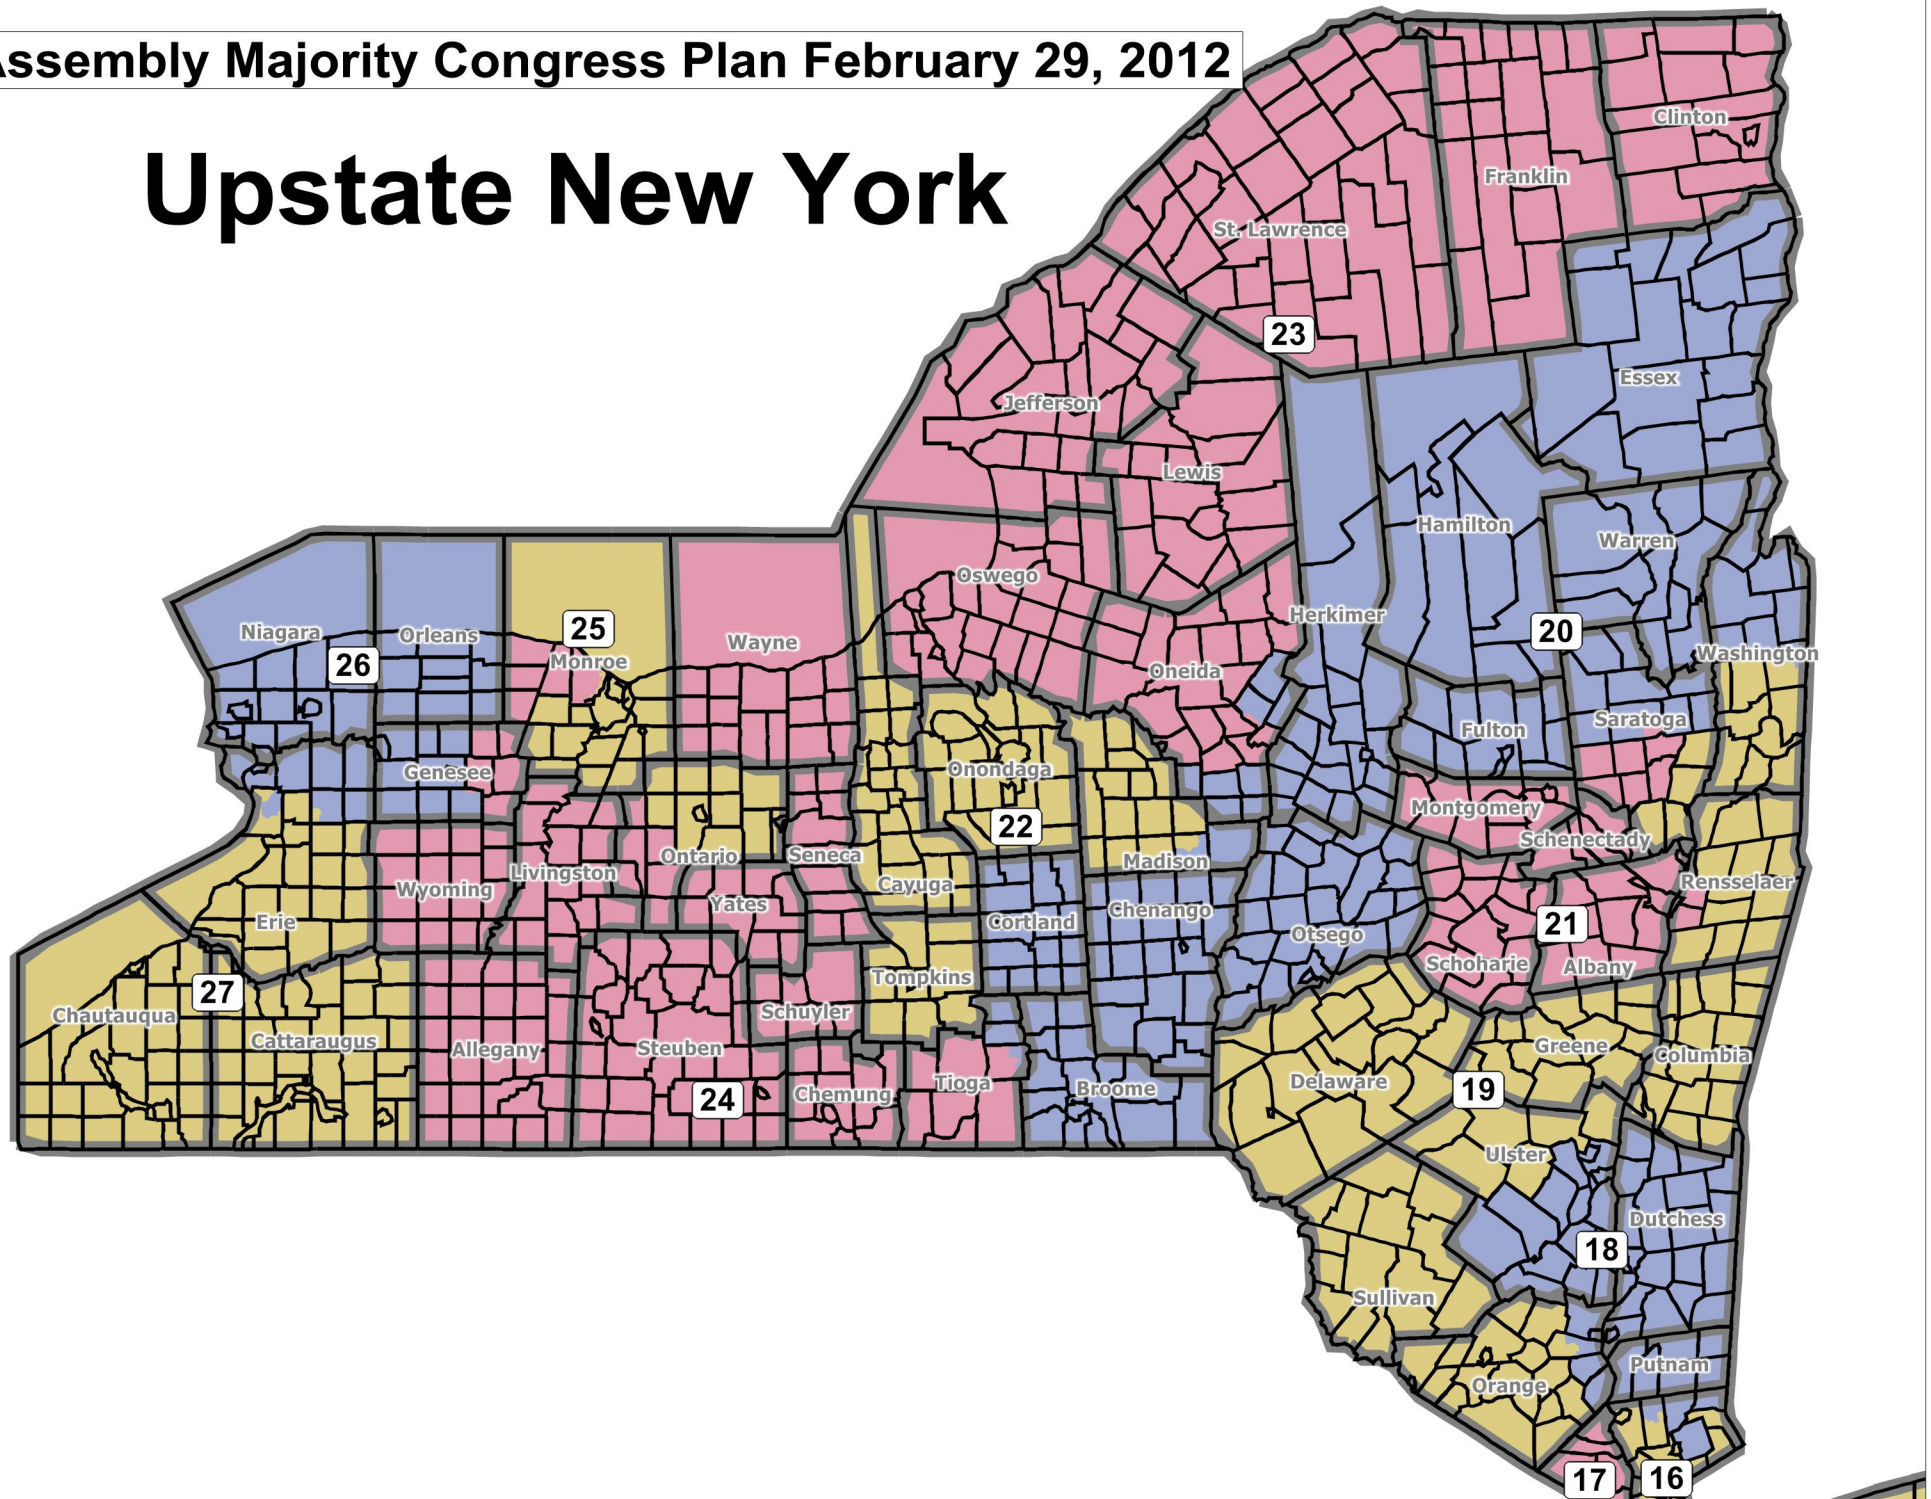 Assembly Majority Congress Plan February 29, 2012
Upstate New York
Clinton
Franklin
St. Lawrence
23
Essex
Jefferson
Lewis
Hamilton
Warren
Oswego
Herkimer
20
Niagara
Orleans
25
Monroe
26
Wayne
Oneida
Washington
Saratoga
Fulton
Genesee
Onondaga
Montgomery
22
Schenectady
Ontario
Seneca
Madison
Livingston
Wyoming
Cayuga
Rensselaer
Yates
Chenango
Erie
Cortland
Otsego
21
Schoharie
Albany
27
Tompkins
Chautauqua
Schuyler
Cattaraugus
Allegany
Steuben
Greene
Columbia
Delaware
Tioga
Broome
Chemung
24
19
Ulster
Dutchess
18
Sullivan
Putnam
Orange
17
16